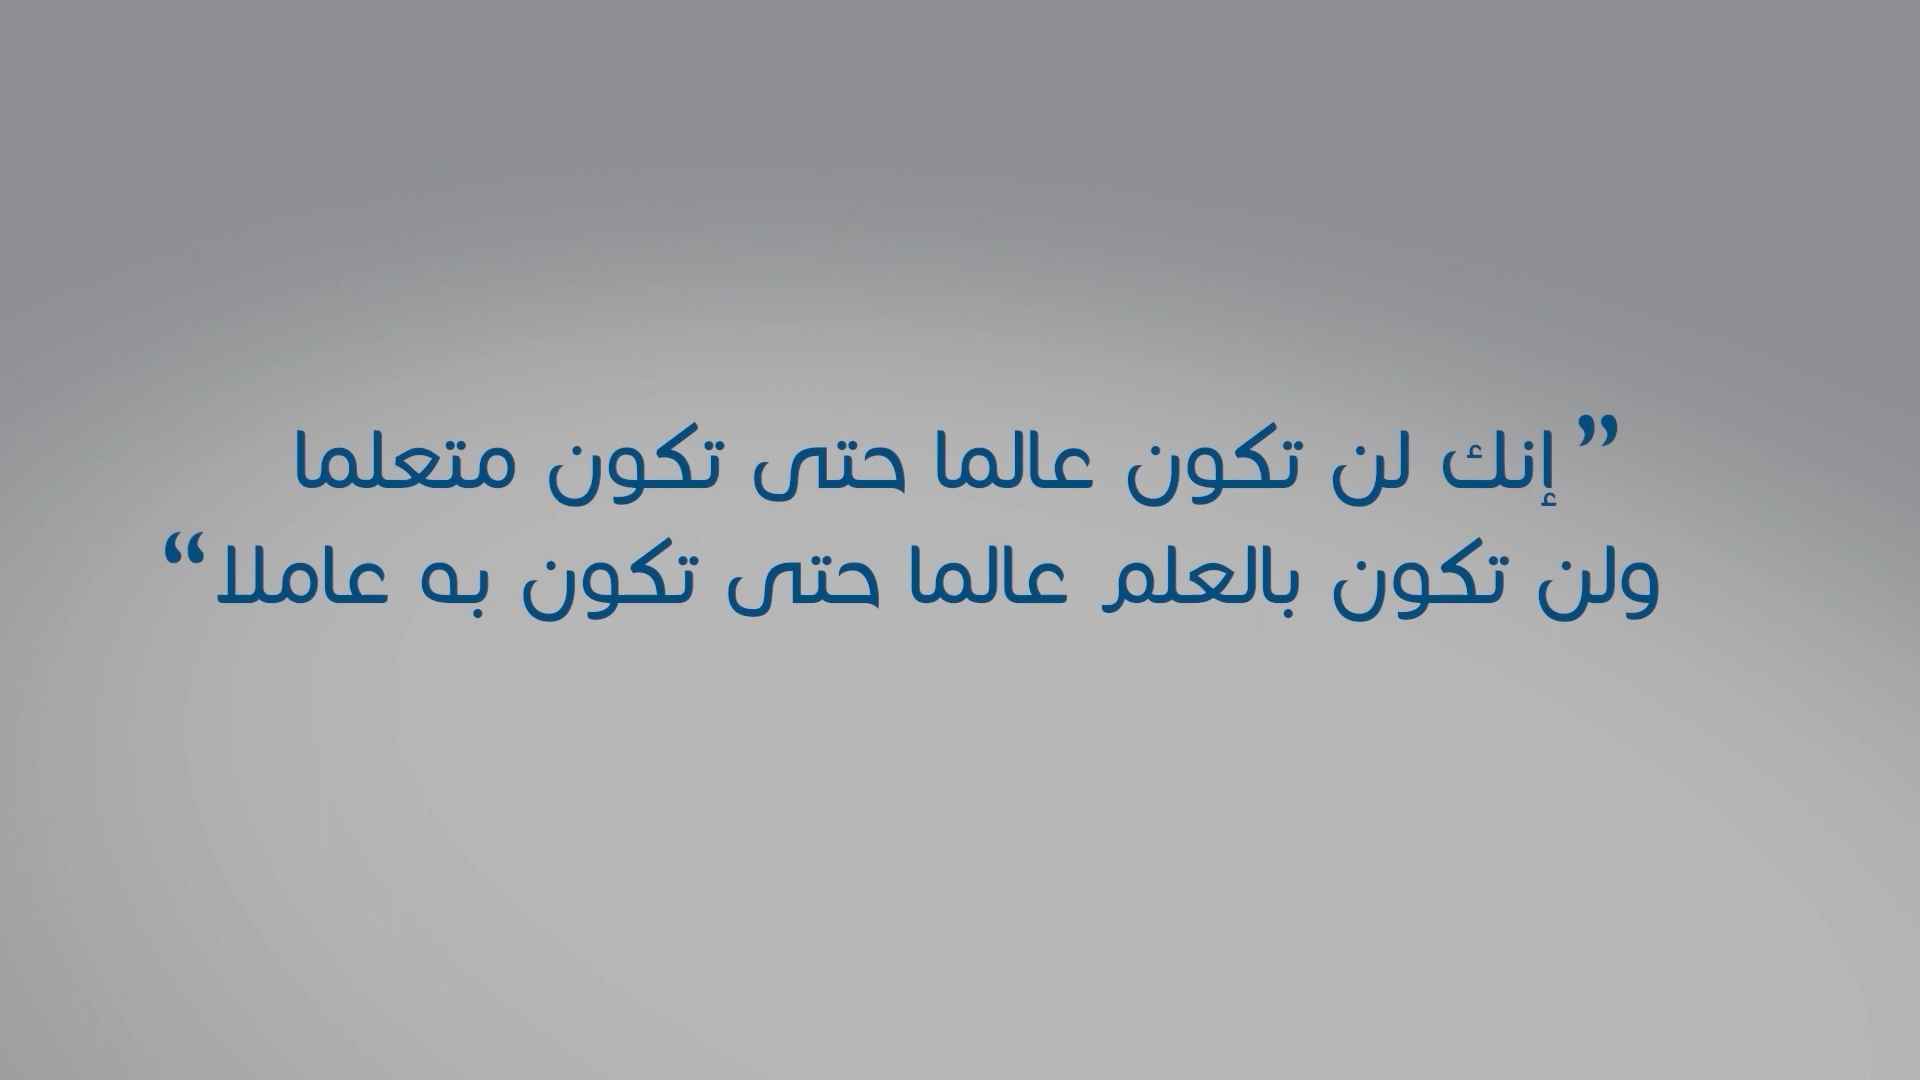 ” إنك لن تكون عالما حتى تكون متعلما
ولن تكون بالعلم عالما حتى تكون به عاملا “